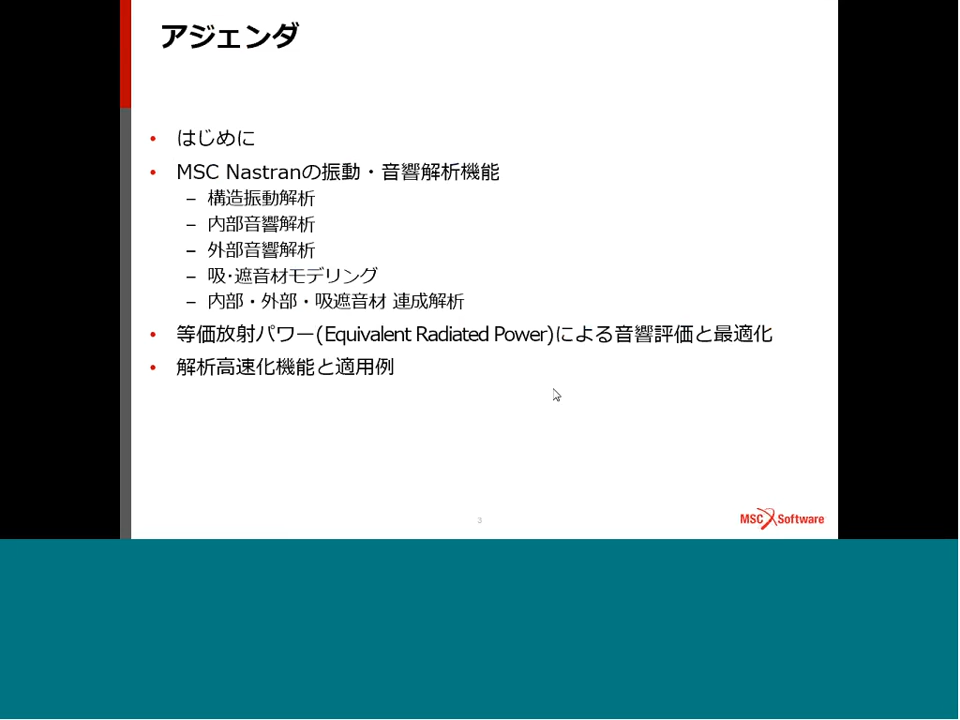 アジェンダ
• はじめに
• MSC Nastranの振動・音響解析機能
– 構造振動解析
– 内部音響解析
– 外部音響解析
– 吸･遮音材モデリング
– 内部・外部・吸遮音材 連成解析
• 等価放射パワー(Equivalent Radiated Power)による音響評価と最適化
• 解析高速化機能と適用例
3
MSC Software